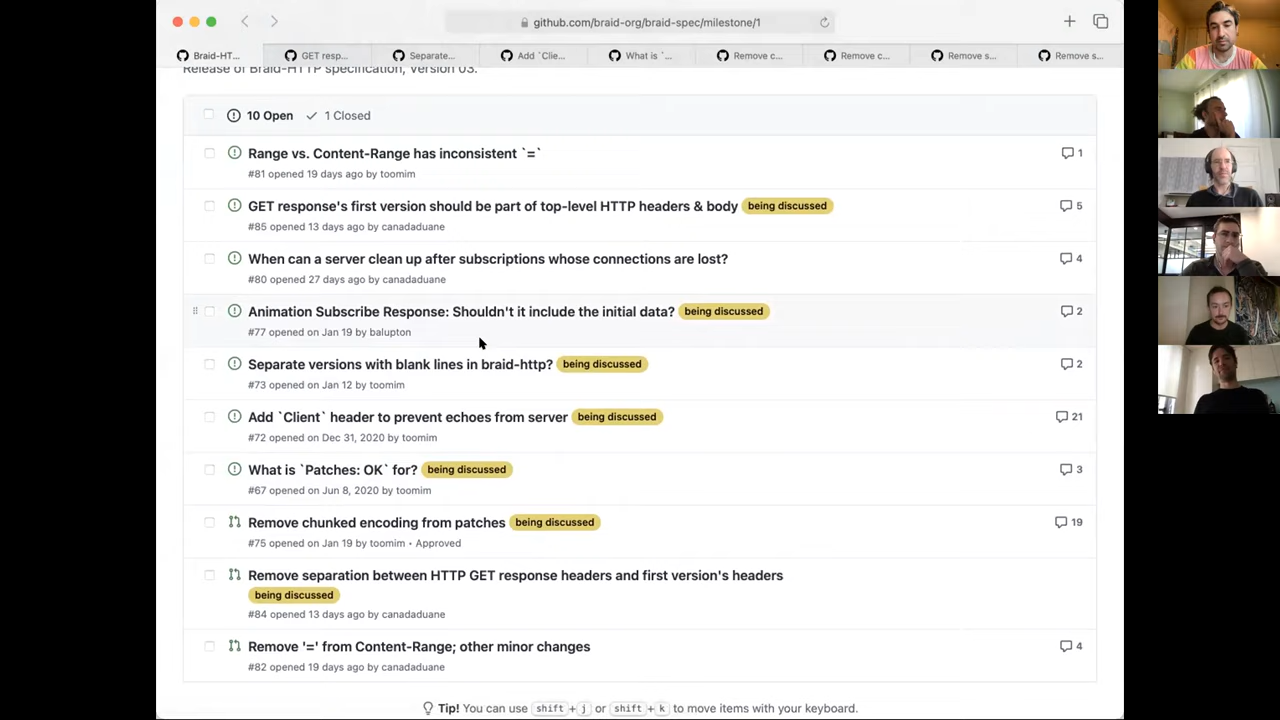 github.com/braid-org/braid-spec/milestone/1
Braid-HT... GET resp... Separate... Add `Clie... What is `... Remove c... Remove c... Remove s... Remove s...
Release of Braid-HTTP specification, Version 03.
10 Open 1 Closed
Range vs. Content-Range has inconsistent `=` 1
#81 opened 19 days ago by toomim
GET response's first version should be part of top-level HTTP headers & body being discussed 5
#85 opened 13 days ago by canadaduane
When can a server clean up after subscriptions whose connections are lost? 4
#80 opened 27 days ago by canadaduane
Animation Subscribe Response: Shouldn't it include the initial data? being discussed 2
#77 opened on Jan 19 by balupton
Separate versions with blank lines in braid-http? being discussed 2
#73 opened on Jan 12 by toomim
Add `Client` header to prevent echoes from server being discussed 21
#72 opened on Dec 31, 2020 by toomim
What is `Patches: OK` for? being discussed 3
#67 opened on Jun 8, 2020 by toomim
Remove chunked encoding from patches being discussed 19
#75 opened on Jan 19 by toomim • Approved
Remove separation between HTTP GET response headers and first version's headers
being discussed
#84 opened 13 days ago by canadaduane
Remove '=' from Content-Range; other minor changes 4
#82 opened 19 days ago by canadaduane
Tip! You can use shift+j or shift+k to move items with your keyboard.